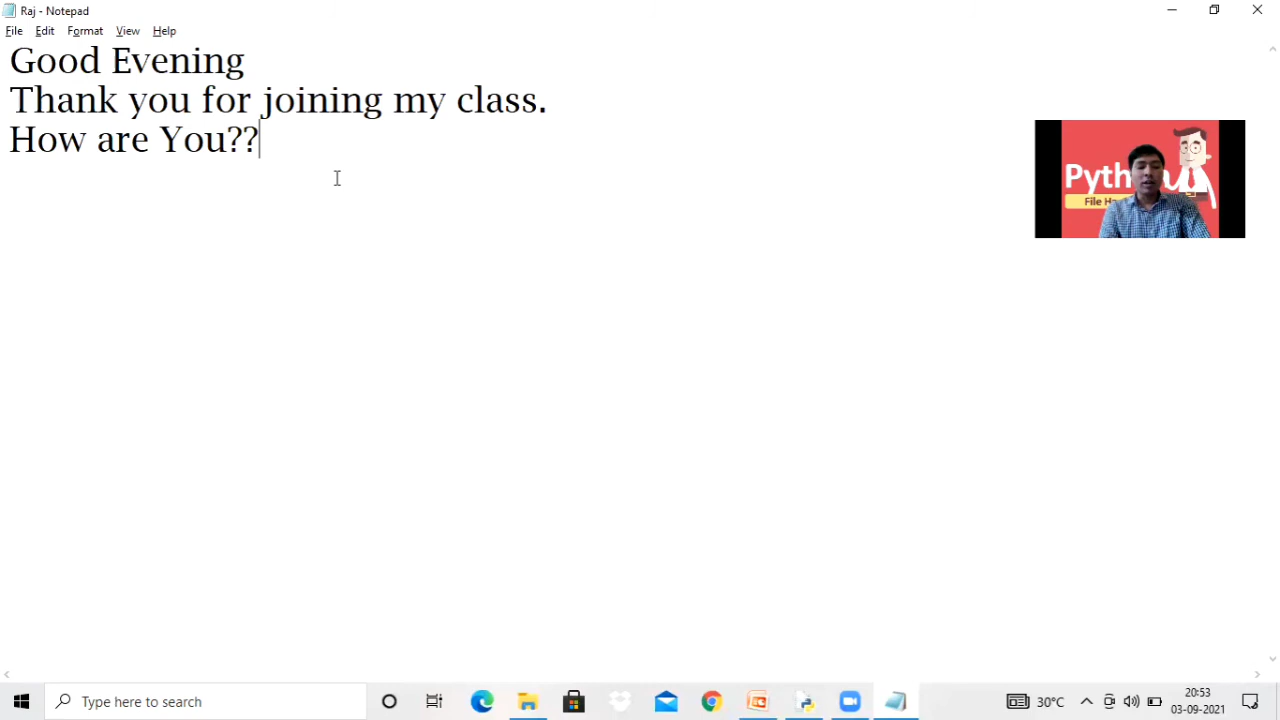 Raj - Notepad
File Edit Format View Help
Good Evening
Thank you for joining my class.
How are You??
Type here to search
30°C
20:53
03-09-2021